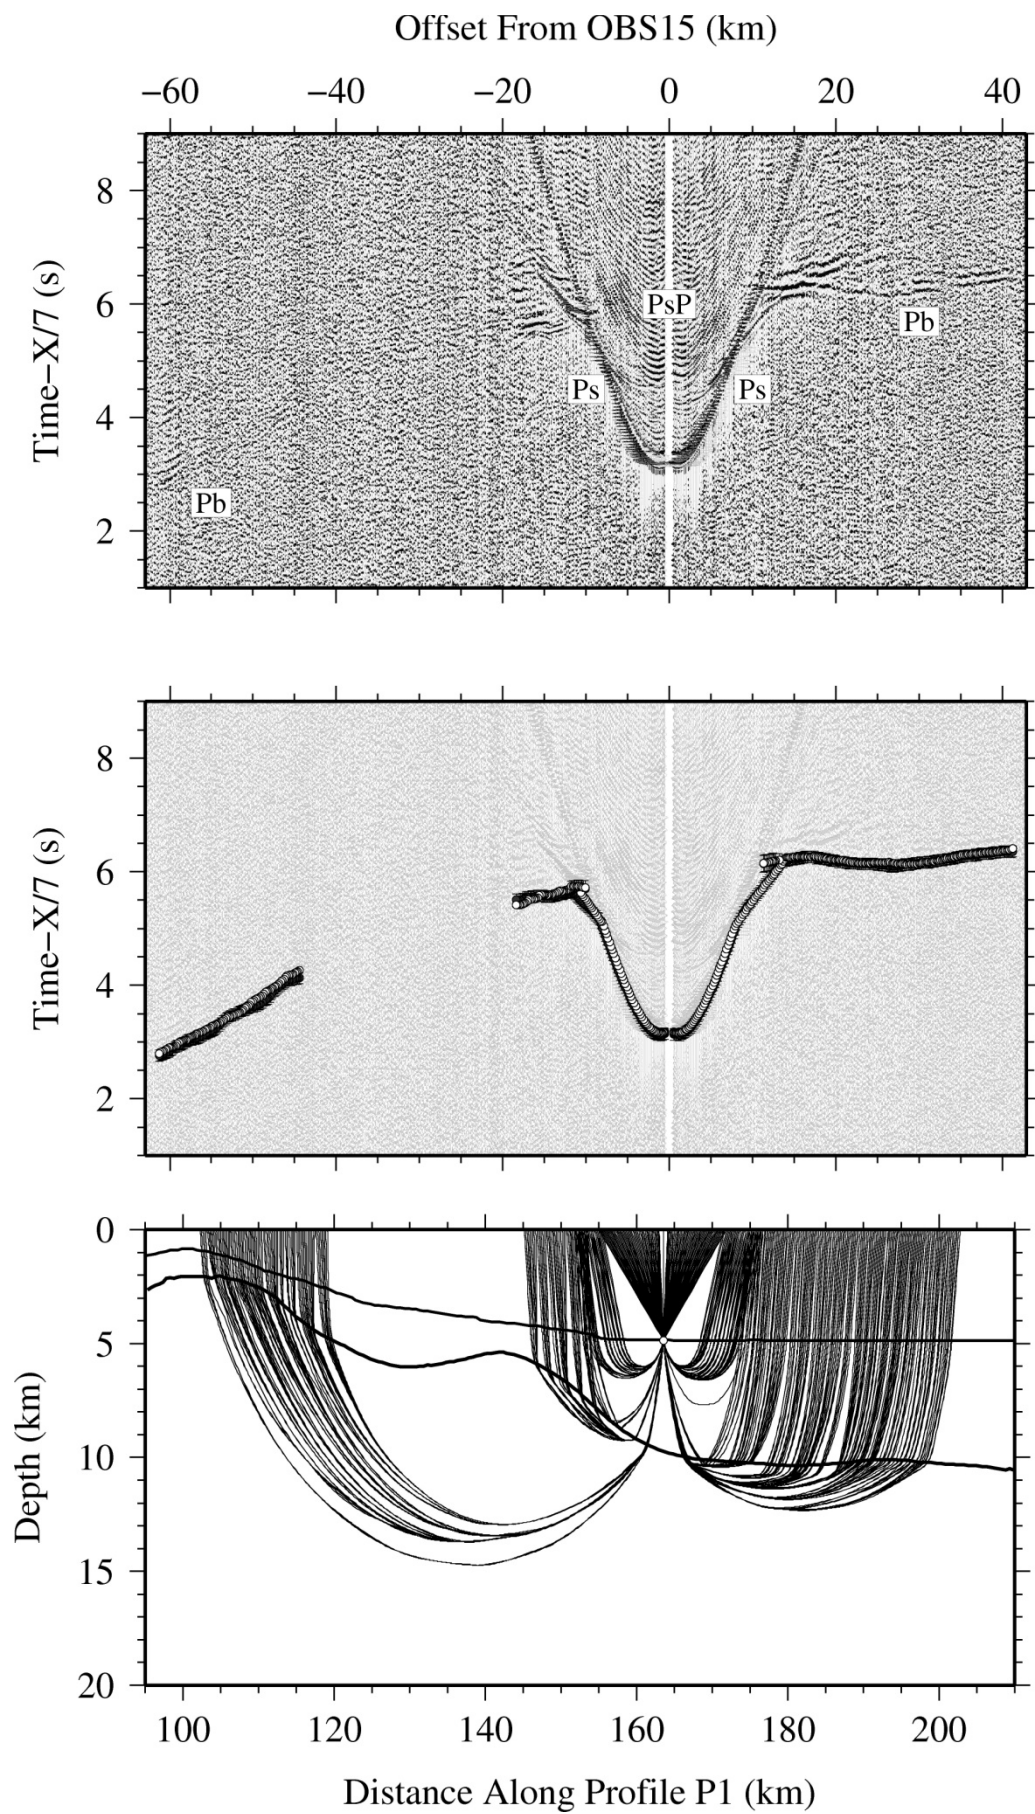 Offset From OBS15 (km)
−60 −40 −20 0 20 40
8
6
4
2
Time−X/7 (s)
PsP
Pb
Ps
Ps
Pb
8
6
4
2
Time−X/7 (s)
0
5
10
15
20
Depth (km)
100 120 140 160 180 200
Distance Along Profile P1 (km)